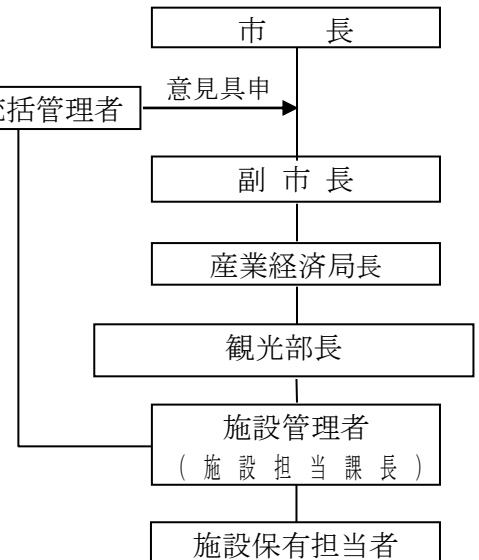 市　　長
意見具申
括管理者
副 市 長
産業経済局長
観光部長
施設管理者
（ 施 設 担 当 課 長 ）
施設保有担当者